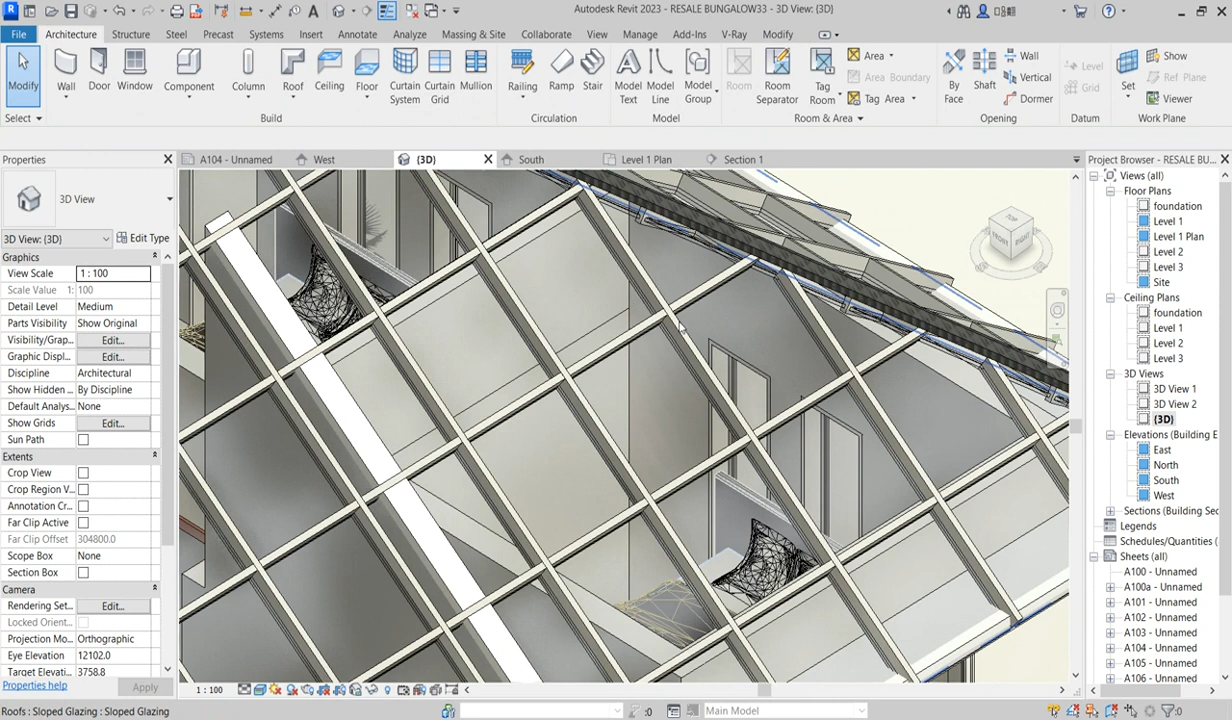 Autodesk Revit 2023 - RESALE BUNGALOW33 - 3D View: {3D}
File Architecture Structure Steel Precast Systems Insert Annotate Analyze Massing & Site Collaborate View Manage Add-Ins V-Ray Modify
Modify Wall Door Window Component Column Roof Ceiling Floor Curtain System Curtain Grid Mullion Railing Ramp Stair Model Text Model Line Model Group Room Room Separator Tag Room Area Area Boundary Tag Area By Face Shaft Wall Vertical Dormer Level Grid Set Show Ref Plane Viewer
Select Build Circulation Model Room & Area Opening Datum Work Plane
Properties
A104 - Unnamed West {3D} South Level 1 Plan Section 1
3D View
3D View: {3D} Edit Type
Graphics
View Scale 1 : 100
Scale Value 1: 100
Detail Level Medium
Parts Visibility Show Original
Visibility/Grap... Edit...
Graphic Displ... Edit...
Discipline Architectural
Show Hidden ... By Discipline
Default Analys... None
Show Grids Edit...
Sun Path
Extents
Crop View
Crop Region V...
Annotation Cr...
Far Clip Active
Far Clip Offset 304800.0
Scope Box None
Section Box
Camera
Rendering Set... Edit...
Locked Orient...
Projection Mo... Orthographic
Eye Elevation 12102.0
Target Elevati... 3758.8
Properties help Apply
TOP
FRONT RIGHT
Project Browser - RESALE BU...
Views (all)
Floor Plans
foundation
Level 1
Level 1 Plan
Level 2
Level 3
Site
Ceiling Plans
foundation
Level 1
Level 2
Level 3
3D Views
3D View 1
3D View 2
{3D}
Elevations (Building E
East
North
South
West
Sections (Building Sec
Legends
Schedules/Quantities (
Sheets (all)
A100 - Unnamed
A100a - Unnamed
A101 - Unnamed
A102 - Unnamed
A103 - Unnamed
A104 - Unnamed
A105 - Unnamed
A106 - Unnamed
1 : 100
Roofs : Sloped Glazing : Sloped Glazing :0 Main Model :0